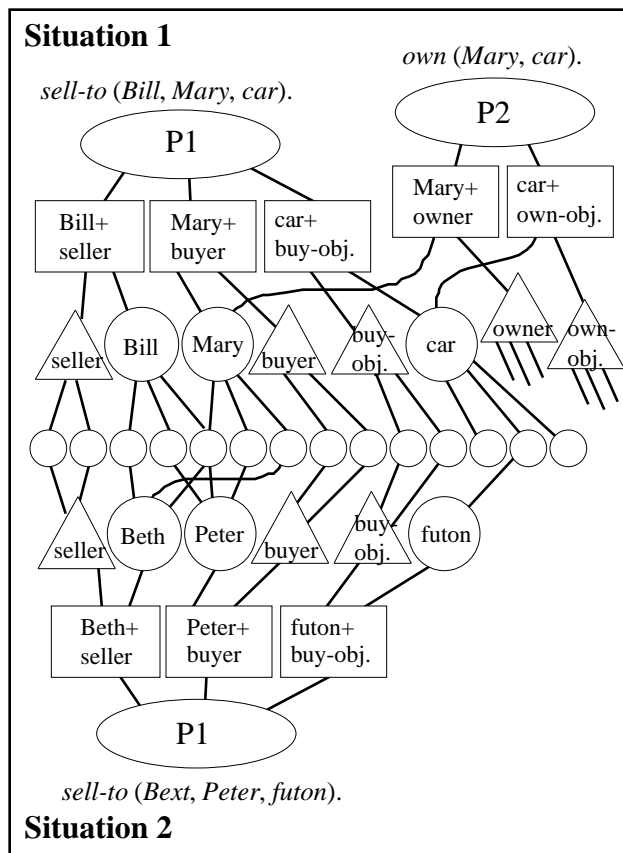 Situation 1
own (Mary, car).
sell-to (Bill, Mary, car).
P2
P1
Mary+
owner
car+
own-obj.
Bill+
seller
Mary+
buyer
car+
buy-obj.
seller
Bill
Mary
buyer
buy-
obj.
car
owner
own-
obj.
seller
Beth
Peter
buyer
buy-
obj.
futon
Beth+
seller
Peter+
buyer
futon+
buy-obj.
P1
sell-to (Bext, Peter, futon).
Situation 2